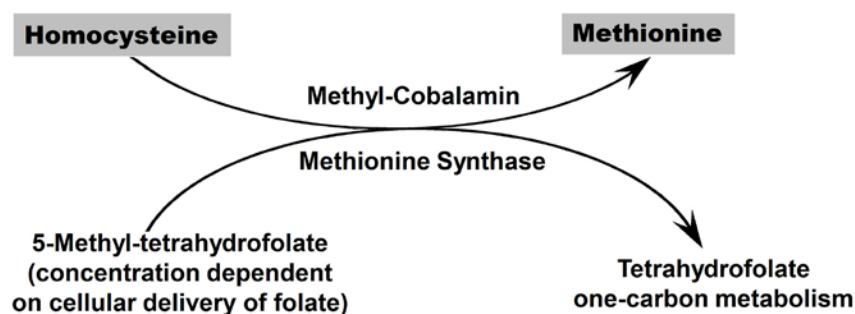 Homocysteine
Methionine
Methyl-Cobalamin
Methionine Synthase
5-Methyl-tetrahydrofolate
(concentration dependent
on cellular delivery of folate)
Tetrahydrofolate
one-carbon metabolism